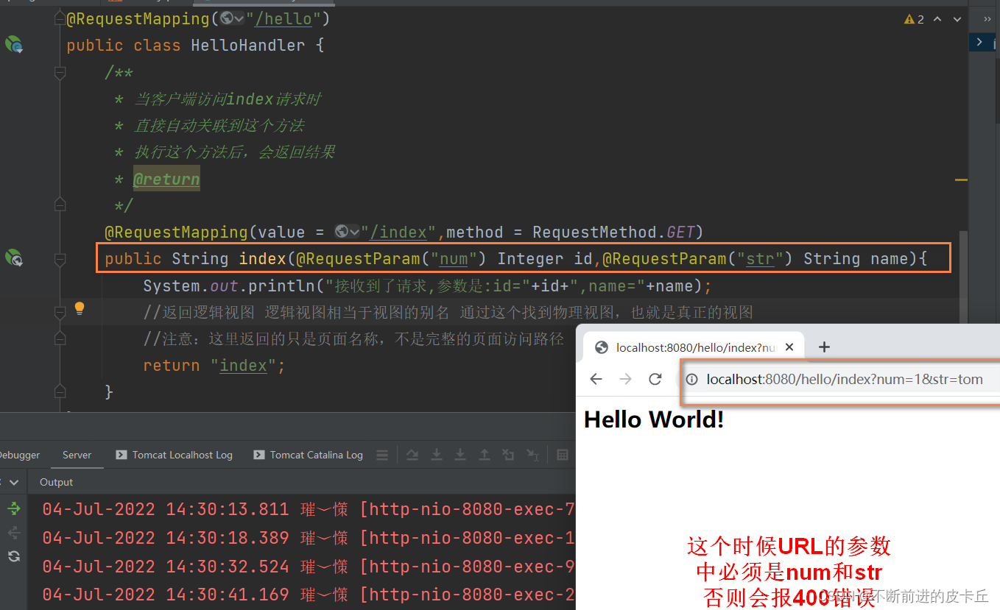 @RequestMapping("/hello")
2
public class HelloHandler {
/**
* 当客户端访问index请求时
* 直接自动关联到这个方法
* 执行这个方法后，会返回结果
* @return
*/
@RequestMapping(value = "/index",method = RequestMethod.GET)
public String index(@RequestParam("num") Integer id,@RequestParam("str") String name){
System.out.println("接收到了请求,参数是:id="+id+",name="+name);
//返回逻辑视图 逻辑视图相当于视图的别名 通过这个找到物理视图，也就是真正的视图
//注意：这里返回的只是页面名称，不是完整的页面访问路径
return "index";
}
localhost:8080/hello/index?nu
localhost:8080/hello/index?num=1&str=tom
Hello World!
Debugger Server Tomcat Localhost Log Tomcat Catalina Log
Output
04-Jul-2022 14:30:13.811 [http-nio-8080-exec-7
04-Jul-2022 14:30:18.389 [http-nio-8080-exec-1
04-Jul-2022 14:30:32.524 [http-nio-8080-exec-9
04-Jul-2022 14:30:41.169 [http-nio-8080-exec-2
这个时候URL的参数
中必须是num和str
否则会报400错误
CSDN @不断前进的皮卡丘